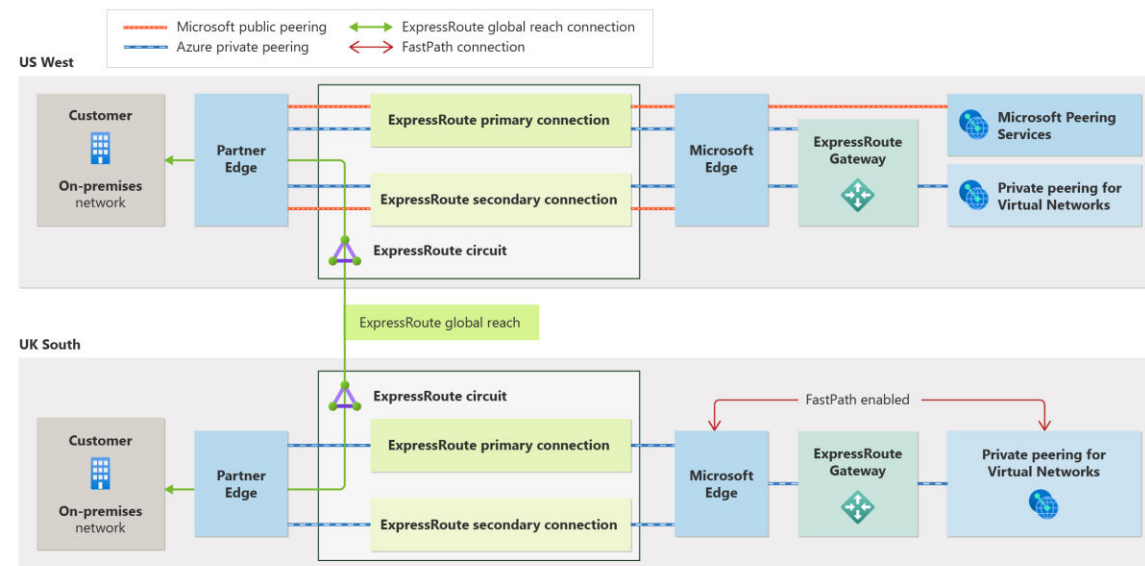 Microsoft public peering
ExpressRoute global reach connection
Azure private peering
FastPath connection
US West
Customer
On-premises
network
Partner
Edge
ExpressRoute primary connection
ExpressRoute secondary connection
ExpressRoute circuit
Microsoft
Edge
ExpressRoute
Gateway
Microsoft Peering
Services
Private peering for
Virtual Networks
ExpressRoute global reach
UK South
Customer
On-premises
network
Partner
Edge
ExpressRoute circuit
ExpressRoute primary connection
ExpressRoute secondary connection
Microsoft
Edge
FastPath enabled
ExpressRoute
Gateway
Private peering for
Virtual Networks